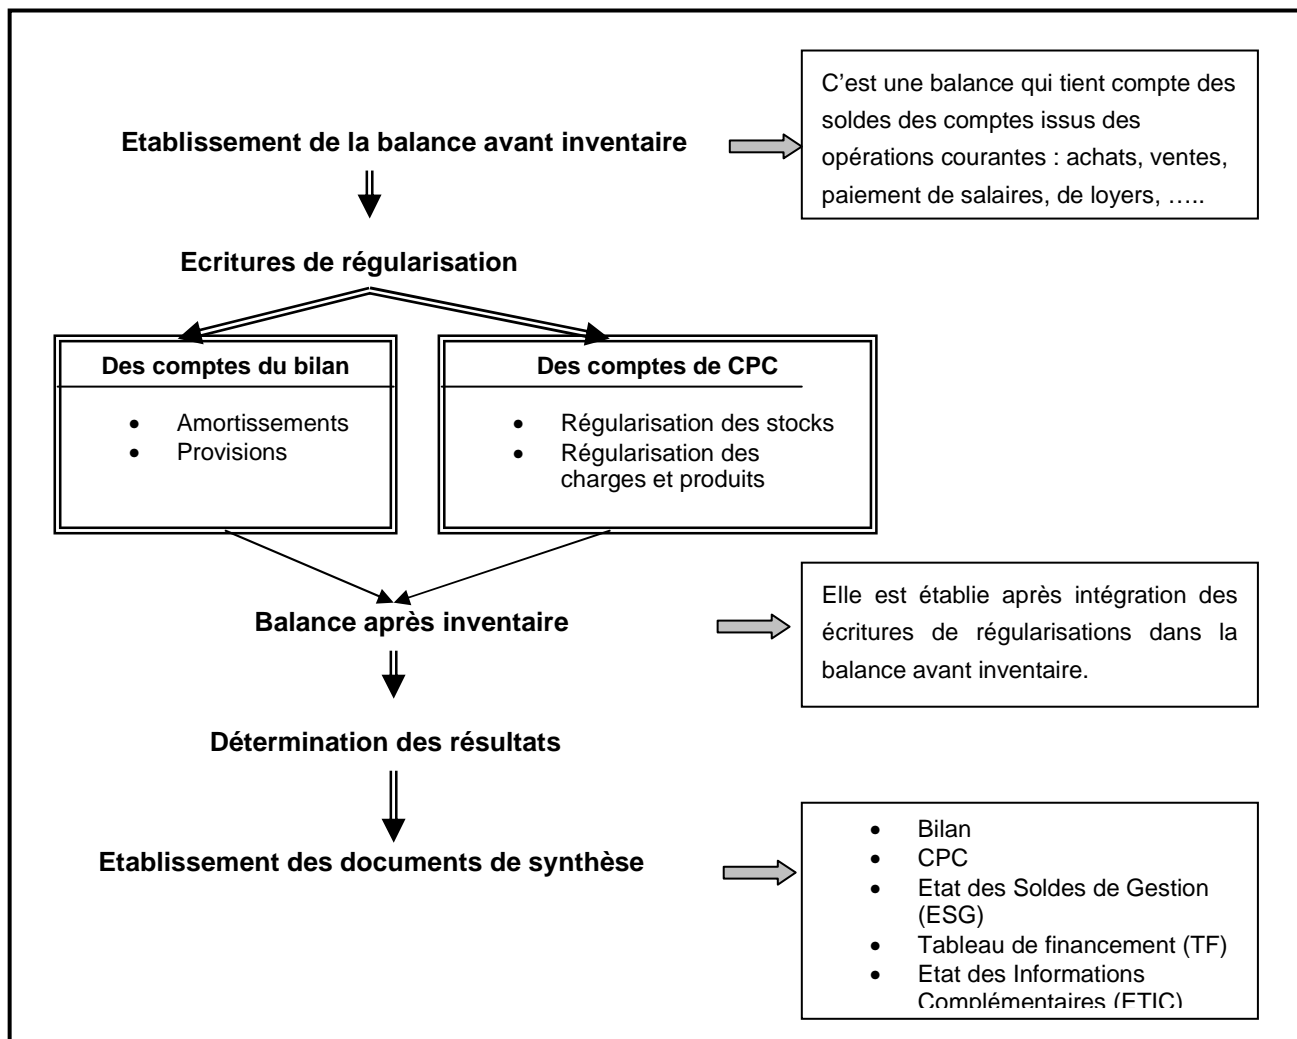 Etablissement de la balance avant inventaire
C’est une balance qui tient compte des
soldes des comptes issus des
opérations courantes : achats, ventes,
paiement de salaires, de loyers, …..
Ecritures de régularisation
Des comptes du bilan
• Amortissements
• Provisions
Des comptes de CPC
• Régularisation des stocks
• Régularisation des
charges et produits
Balance après inventaire
Elle est établie après intégration des
écritures de régularisations dans la
balance avant inventaire.
Détermination des résultats
Etablissement des documents de synthèse
• Bilan
• CPC
• Etat des Soldes de Gestion
(ESG)
• Tableau de financement (TF)
• Etat des Informations
Complémentaires (ETIC)